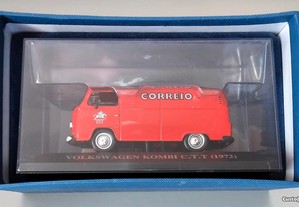 CORREIO
VOLKSWAGEN KOMBI C.T.T (1972)